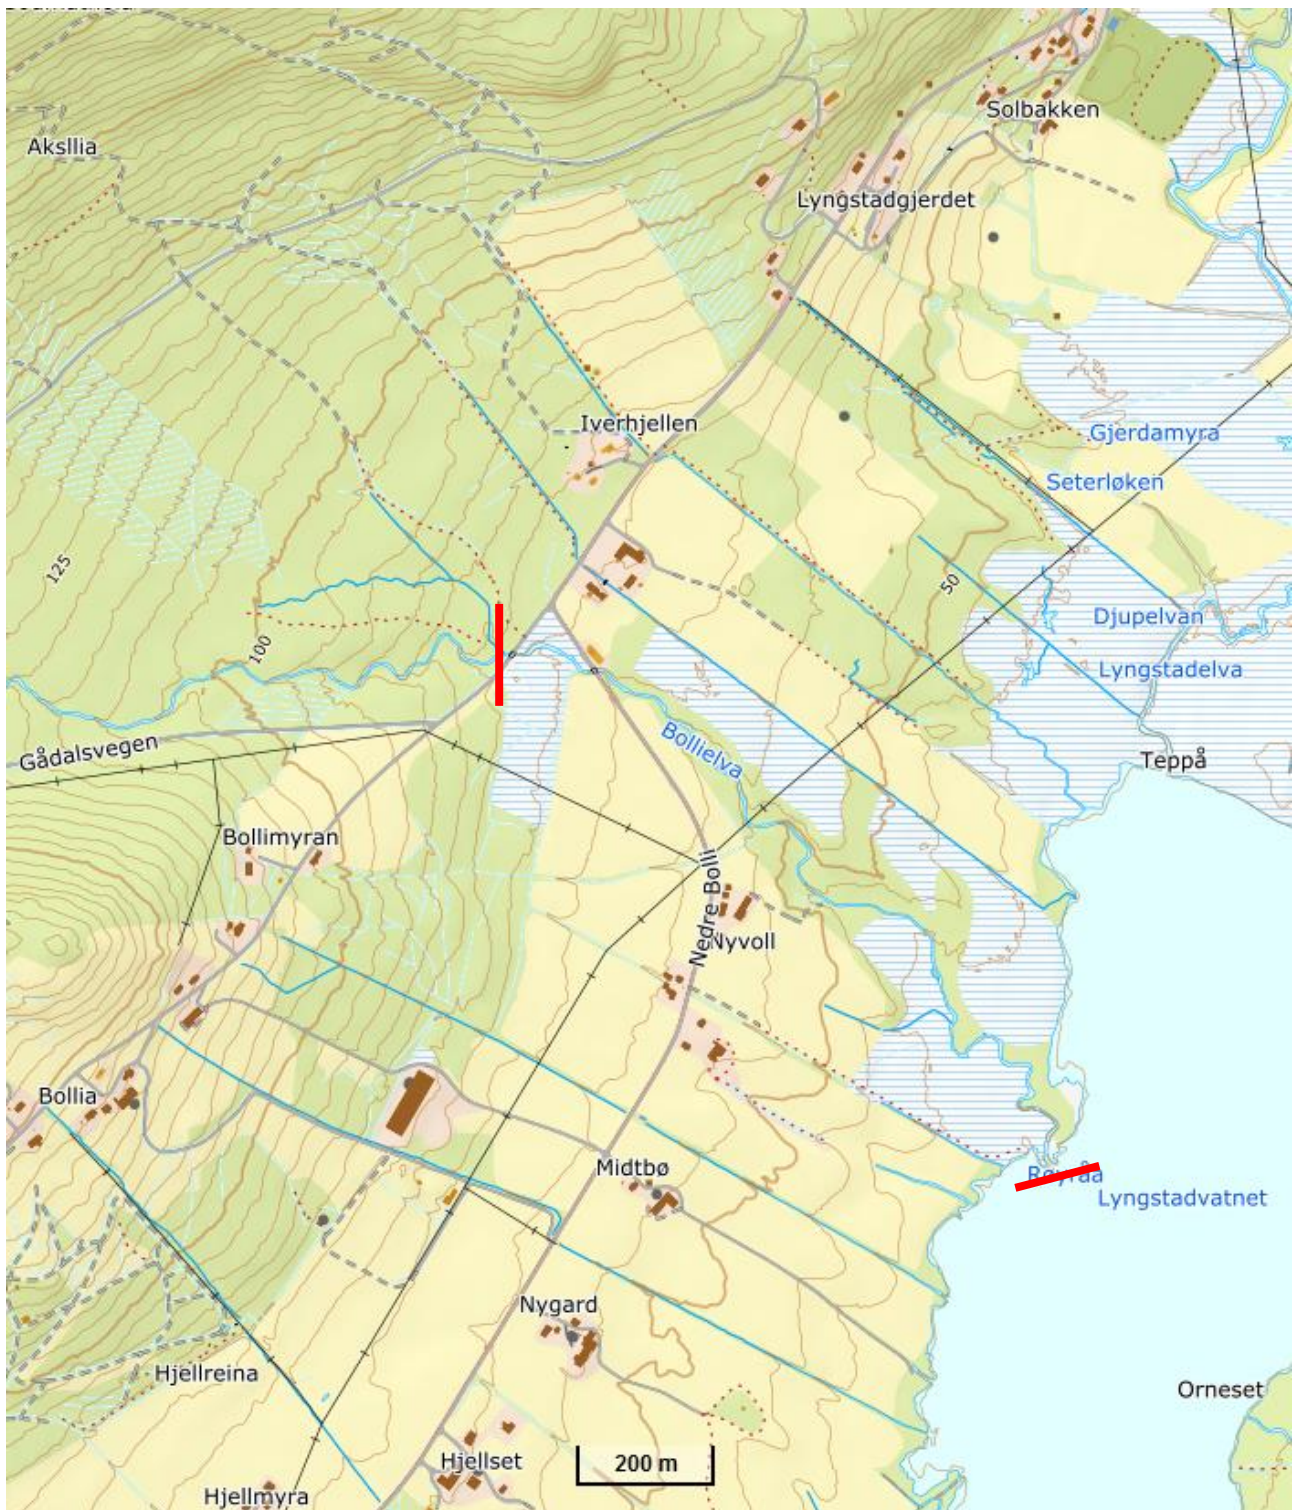 Aksllia
Solbakken
Lyngstadgjerdet
Iverhjellen
Gjerdamyra
Seterløken
125
50
Djupelvan
100
Lyngstadelva
Gådalsvegen
Bollielva
Teppå
Bollimyran
Nedre Bolli
Nyvoll
Bollia
Midtbø
Røyråa
Lyngstadvatnet
Nygard
Hjellreina
Orneset
Hjellset
200 m
Hjellmyra